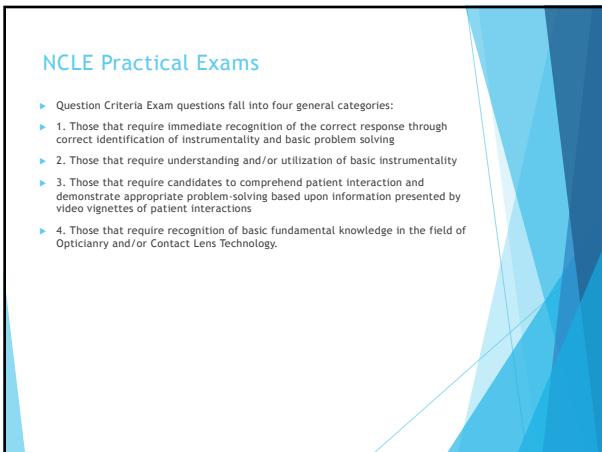 NCLE Practical Exams
Question Criteria Exam questions fall into four general categories:
1. Those that require immediate recognition of the correct response through
correct identification of instrumentality and basic problem solving
2. Those that require understanding and/or utilization of basic instrumentality
3. Those that require candidates to comprehend patient interaction and
demonstrate appropriate problem-solving based upon information presented by
video vignettes of patient interactions
4. Those that require recognition of basic fundamental knowledge in the field of
Opticianry and/or Contact Lens Technology.